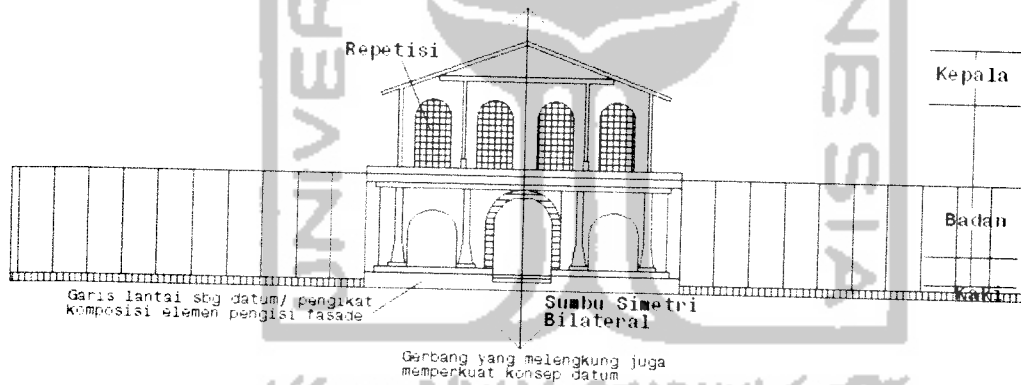 Repetisi
Kepala
Badan
Kaki
Garis lantai sbg datum/ pengikat
komposisi elemen pengisi fasade
Sumbu Simetri
Bilateral
Gerbang yang melengkung juga
memperkuat konsep datum